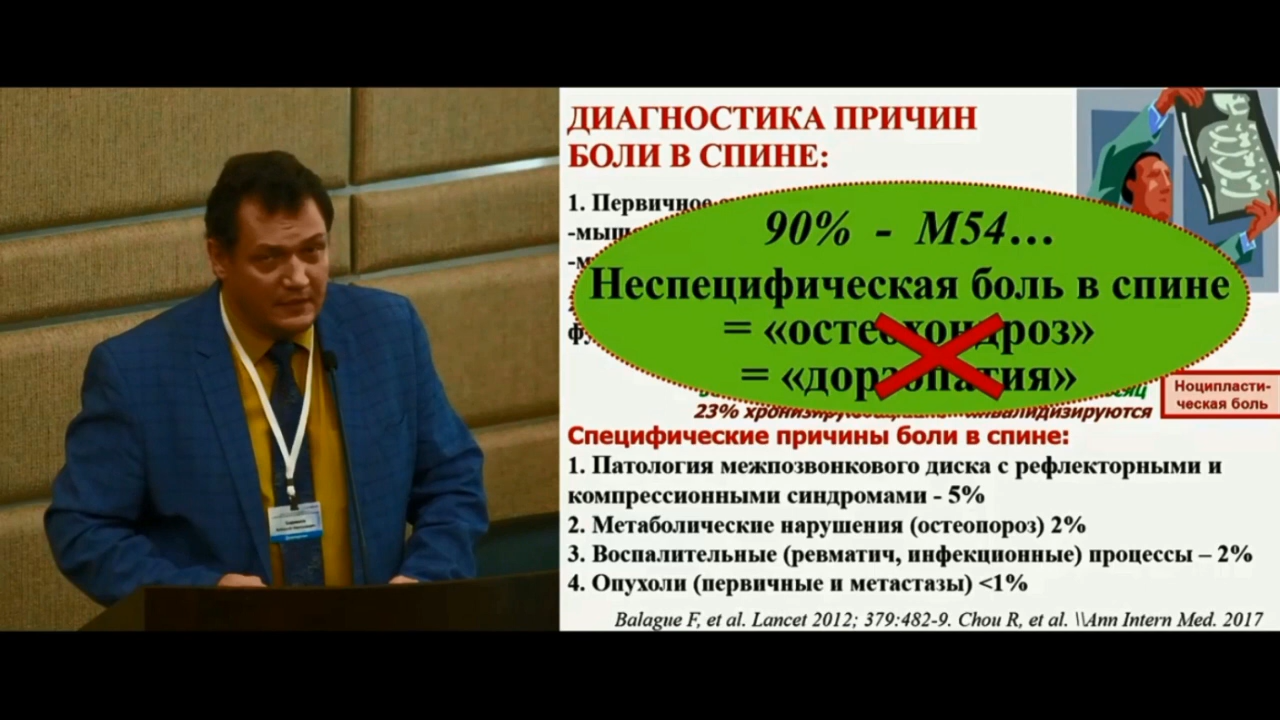 ДИАГНОСТИКА ПРИЧИН
БОЛИ В СПИНЕ:
1. Первичное
90% - М54…
Неспецифическая боль в спине
= «остеохондроз»
= «дорзопатия»
Ноципласти-
ческая боль
23%
Специфические причины боли в спине:
1. Патология межпозвонкового диска с рефлекторными и
компрессионными синдромами - 5%
2. Метаболические нарушения (остеопороз) 2%
3. Воспалительные (ревматич, инфекционные) процессы – 2%
4. Опухоли (первичные и метастазы) <1%
Balague F, et al. Lancet 2012; 379:482-9. Chou R, et al. \\Ann Intern Med. 2017